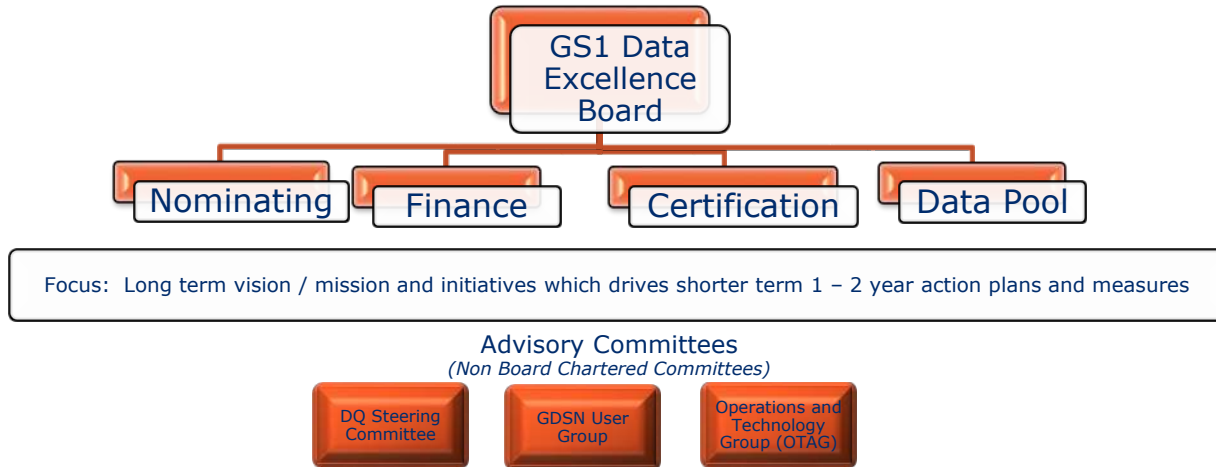 GS1 Data
Excellence
Board
Nominating
Finance
Certification
Data Pool
Focus:  Long term vision / mission and initiatives which drives shorter term 1 – 2 year action plans and measures
Advisory Committees
(Non Board Chartered Committees)
DQ Steering
Committee
GDSN User
Group
Operations and
Technology
Group (OTAG)